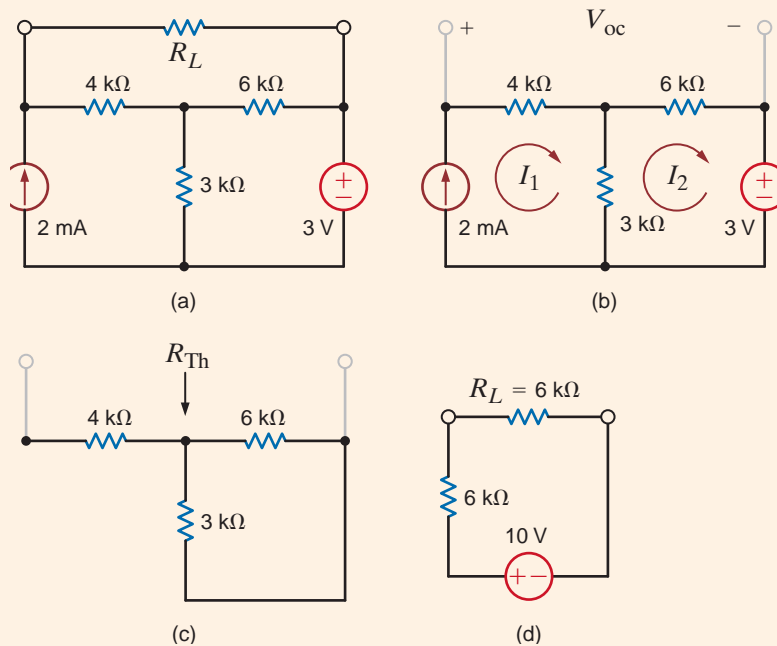 R_L
4 kΩ
6 kΩ
3 kΩ
+
−
2 mA
3 V
(a)
+
V_oc
−
4 kΩ
6 kΩ
I_1
I_2
+
−
3 kΩ
2 mA
3 V
(b)
R_Th
4 kΩ
6 kΩ
3 kΩ
(c)
R_L = 6 kΩ
6 kΩ
10 V
+ −
(d)